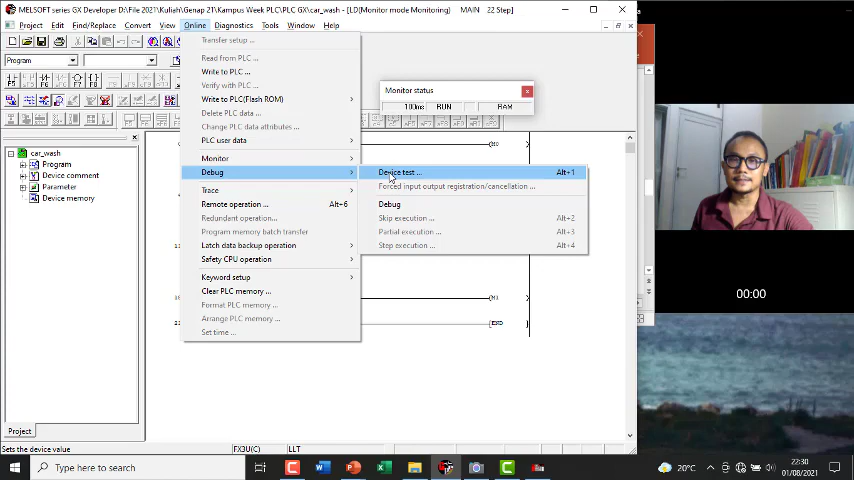 MELSOFT series GX Developer D:\File 2021\Kuliah\Genap 21\Kampus Week PLC\PLC GX\car_wash - [LD(Monitor mode Monitoring) MAIN 22 Step]
Project Edit Find/Replace Convert View Online Diagnostics Tools Window Help
Transfer setup ...
Read from PLC ...
Write to PLC ...
Verify with PLC ...
Write to PLC(Flash ROM)
Delete PLC data ...
Change PLC data attributes ...
PLC user data
Monitor
Debug
Trace
Remote operation ... Alt+6
Redundant operation...
Program memory batch transfer
Latch data backup operation
Safety CPU operation
Keyword setup
Clear PLC memory ...
Format PLC memory ...
Arrange PLC memory ...
Set time ...
Device test ... Alt+1
Forced input output registration/cancellation ...
Debug
Skip execution ... Alt+2
Partial execution ... Alt+3
Step execution ... Alt+4
Monitor status
100ms RUN RAM
Program
car_wash
Program
Device comment
Parameter
Device memory
M0
M1
END
Project
Sets the device value
FX3U(C) LLT
00:00
Type here to search
20°C
22:30
01/08/2021